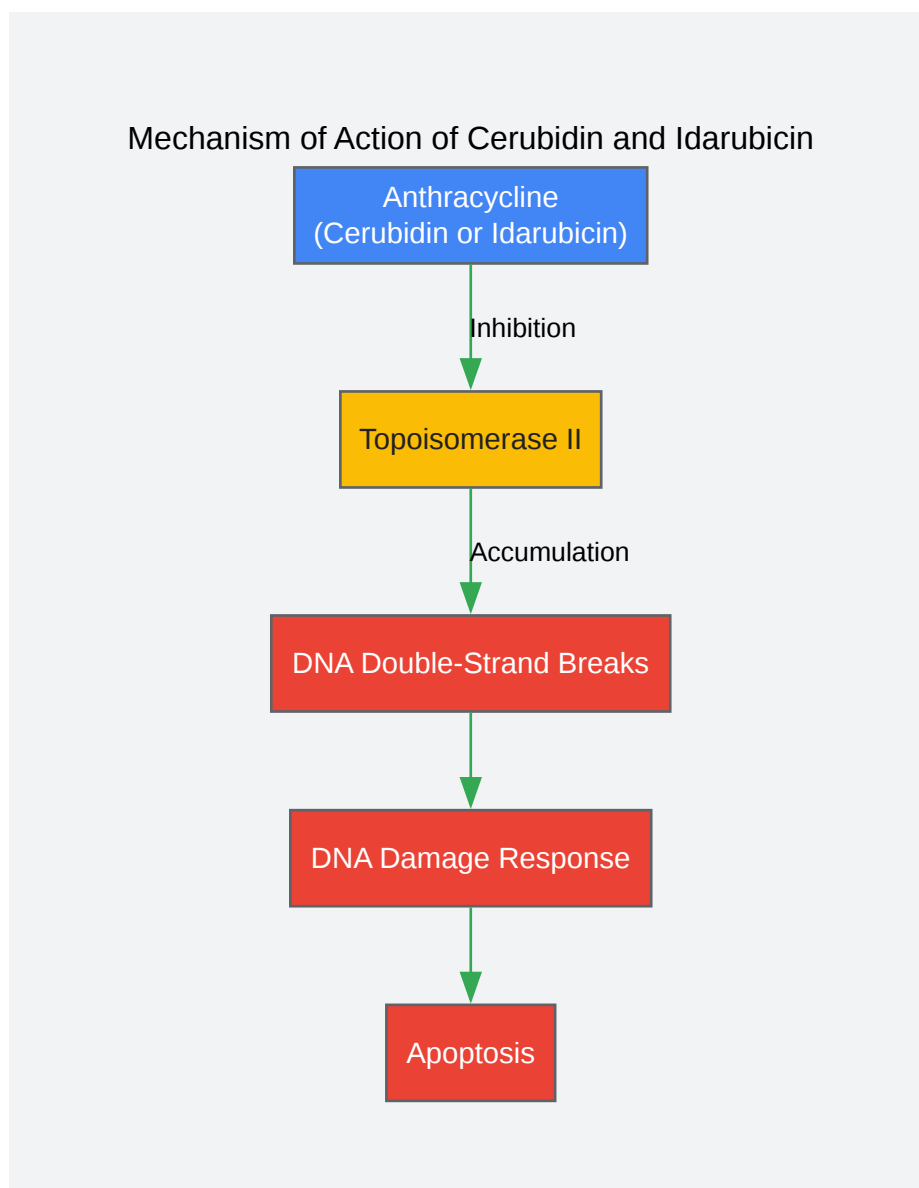 Mechanism of Action of Cerubidin and Idarubicin
Anthracycline
(Cerubidin or Idarubicin)
Inhibition
Topoisomerase II
Accumulation
DNA Double-Strand Breaks
DNA Damage Response
Apoptosis